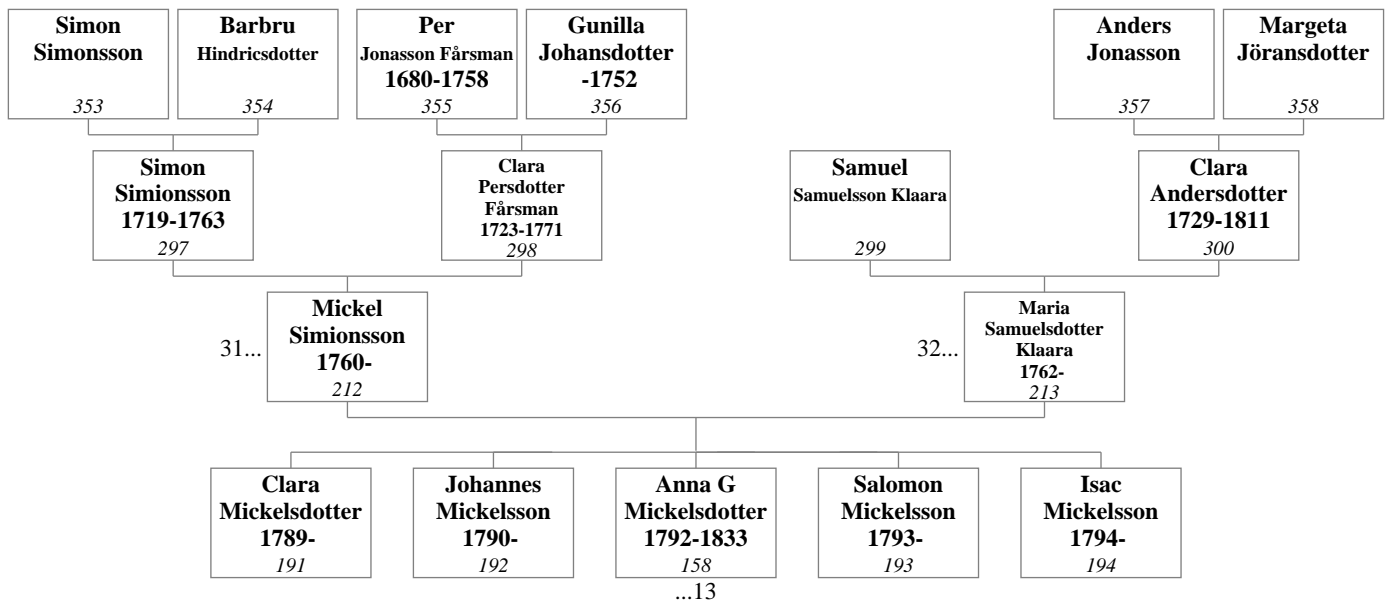 Simon
Simonsson
353
Barbru
Hindricsdotter
354
Per
Jonasson Fårsman
1680-1758
355
Gunilla
Johansdotter
-1752
356
Anders
Jonasson
357
Margeta
Jöransdotter
358
Simon
Simionsson
1719-1763
297
Clara
Persdotter
Fårsman
1723-1771
298
Samuel
Samuelsson Klaara
299
Clara
Andersdotter
1729-1811
300
31...
Mickel
Simionsson
1760-
212
32...
Maria
Samuelsdotter
Klaara
1762-
213
Clara
Mickelsdotter
1789-
191
Johannes
Mickelsson
1790-
192
Anna G
Mickelsdotter
1792-1833
158
...13
Salomon
Mickelsson
1793-
193
Isac
Mickelsson
1794-
194